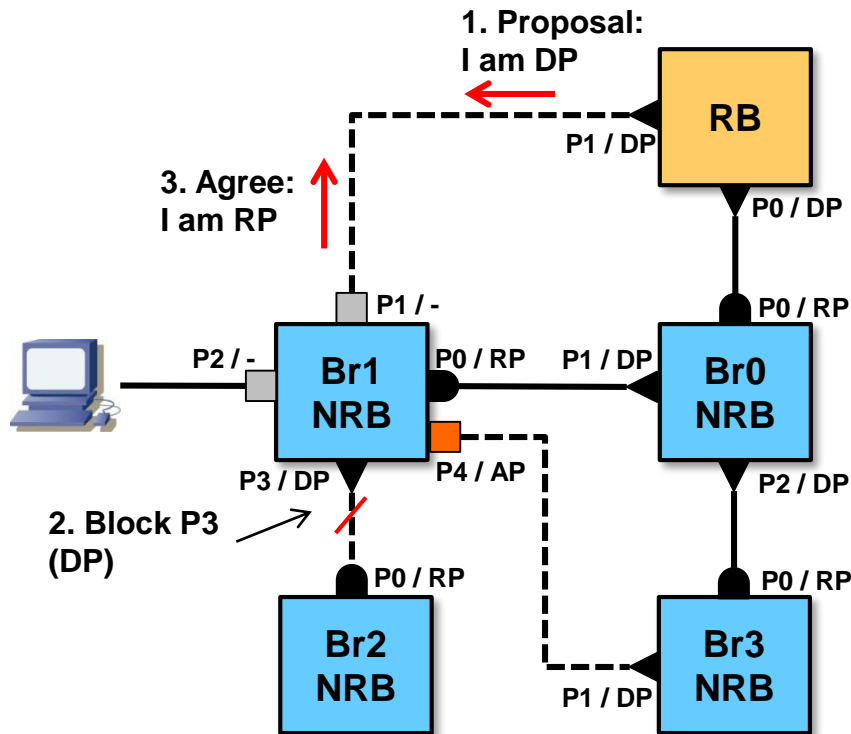 1. Proposal:
I am DP
RB
P1 / DP
3. Agree:
I am RP
P0 / DP
P1 / -
P0 / RP
P2 / -
Br1
NRB
P0 / RP
P1 / DP
Br0
NRB
P3 / DP
P4 / AP
P2 / DP
2. Block P3
(DP)
P0 / RP
P0 / RP
Br2
NRB
Br3
NRB
P1 / DP